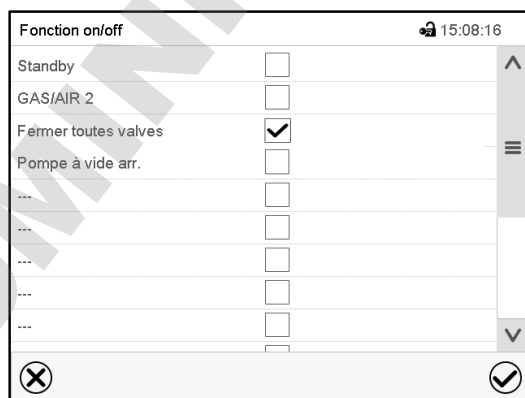 Fonction on/off 15:08:16
Standby
GAS/AIR 2
Fermer toutes valves
Pompe à vide arr.
---
---
---
---
---